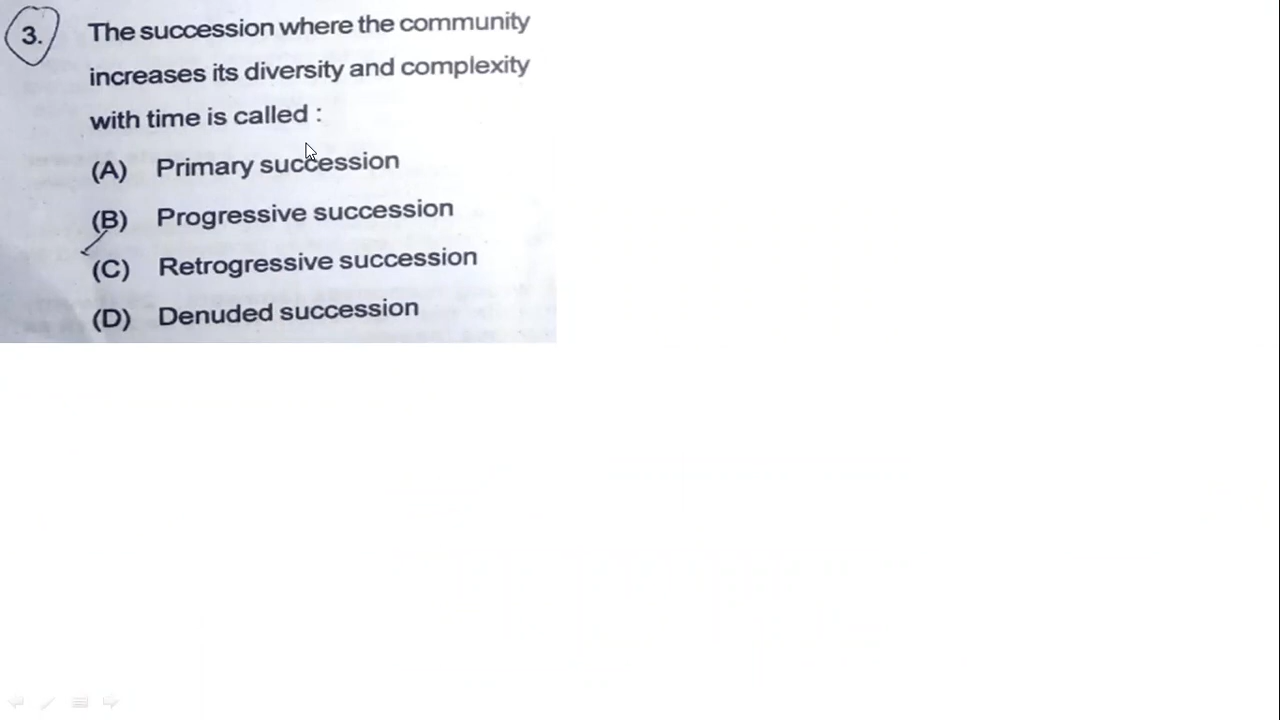 3. The succession where the community
increases its diversity and complexity
with time is called :
(A) Primary succession
(B) Progressive succession
(C) Retrogressive succession
(D) Denuded succession